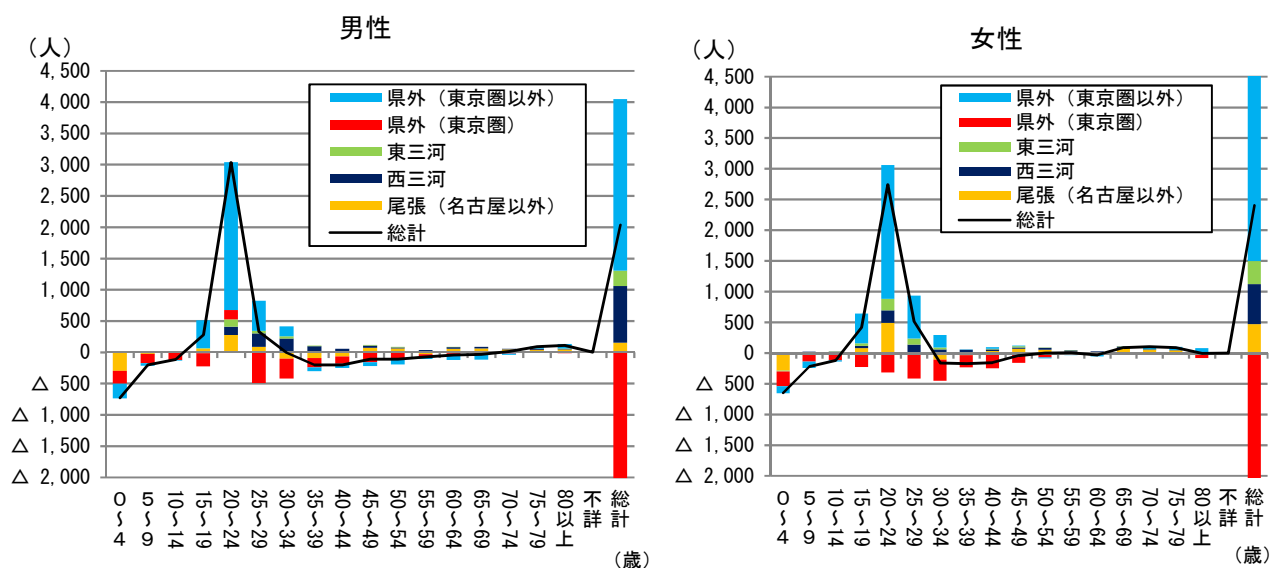 男性
（人）
4,500
4,000
3,500
3,000
2,500
2,000
1,500
1,000
500
0
△ 500
△ 1,000
△ 1,500
△ 2,000
県外（東京圏以外）
県外（東京圏）
東三河
西三河
尾張（名古屋以外）
総計
0～4
5～9
10～14
15～19
20～24
25～29
30～34
35～39
40～44
45～49
50～54
55～59
60～64
65～69
70～74
75～79
80以上
不詳
総計
（歳）
女性
（人）
4,500
4,000
3,500
3,000
2,500
2,000
1,500
1,000
500
0
△ 500
△ 1,000
△ 1,500
△ 2,000
県外（東京圏以外）
県外（東京圏）
東三河
西三河
尾張（名古屋以外）
総計
0～4
5～9
10～14
15～19
20～24
25～29
30～34
35～39
40～44
45～49
50～54
55～59
60～64
65～69
70～74
75～79
80以上
不詳
総計
（歳）